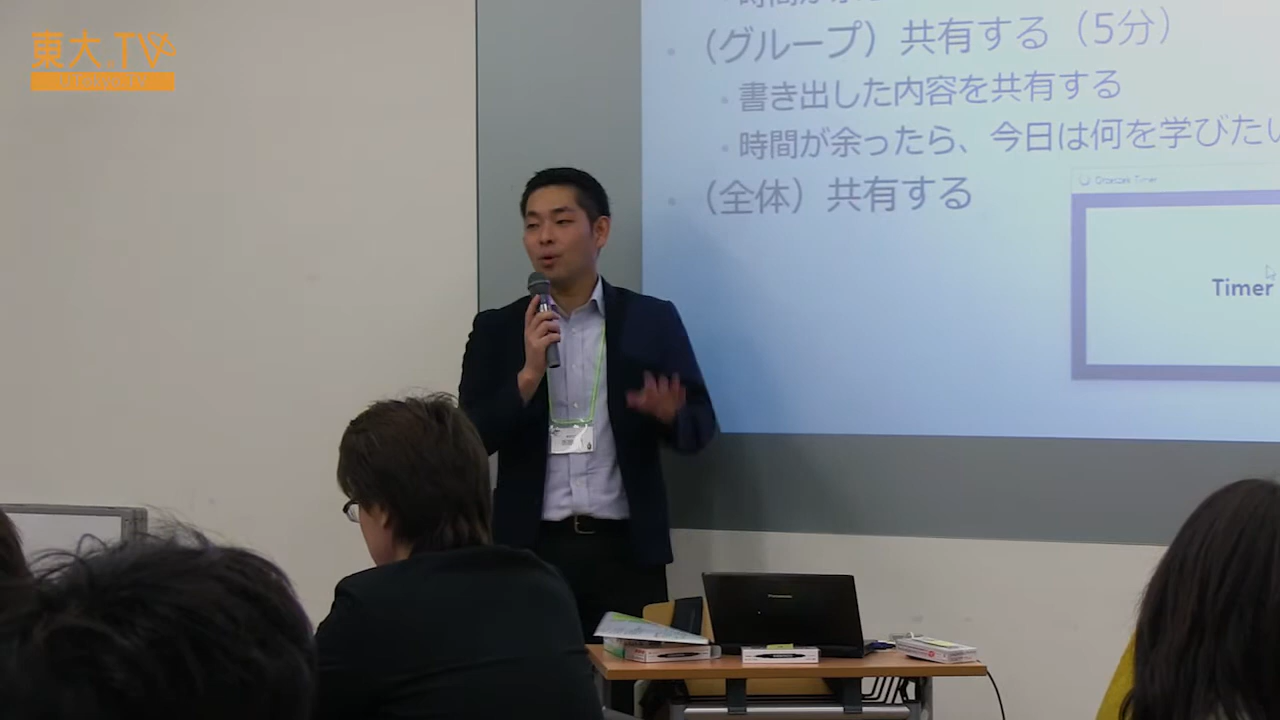 東大.TV
（グループ）共有する（5分）
書き出した内容を共有する
時間が余ったら、今日は何を学びたい
（全体）共有する
Timer
Panasonic